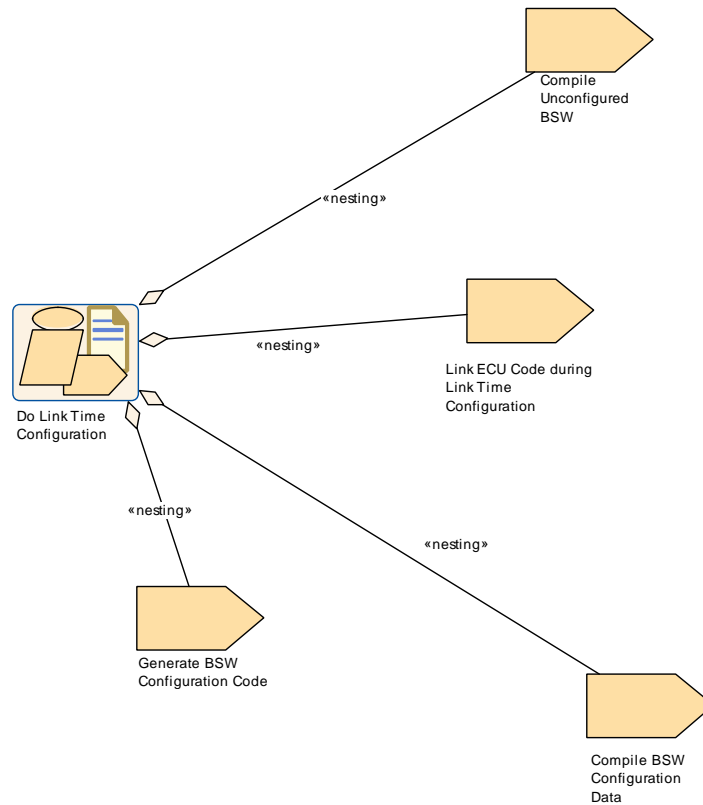 Compile
Unconfigured
BSW
«nesting»
«nesting»
Link ECU Code during
Link Time
Configuration
Do Link Time
Configuration
«nesting»
«nesting»
Generate BSW
Configuration Code
Compile BSW
Configuration
Data